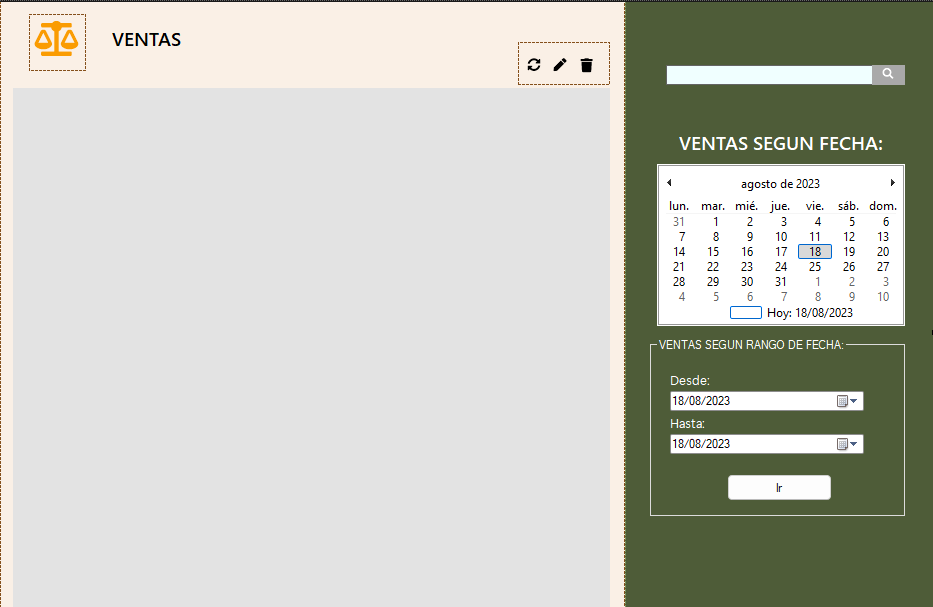 VENTAS
VENTAS SEGUN FECHA:
agosto de 2023
lun. mar. mié. jue. vie. sáb. dom.
31 1 2 3 4 5 6
7 8 9 10 11 12 13
14 15 16 17 18 19 20
21 22 23 24 25 26 27
28 29 30 31 1 2 3
4 5 6 7 8 9 10
Hoy: 18/08/2023
VENTAS SEGUN RANGO DE FECHA:
Desde:
18/08/2023
Hasta:
18/08/2023
Ir